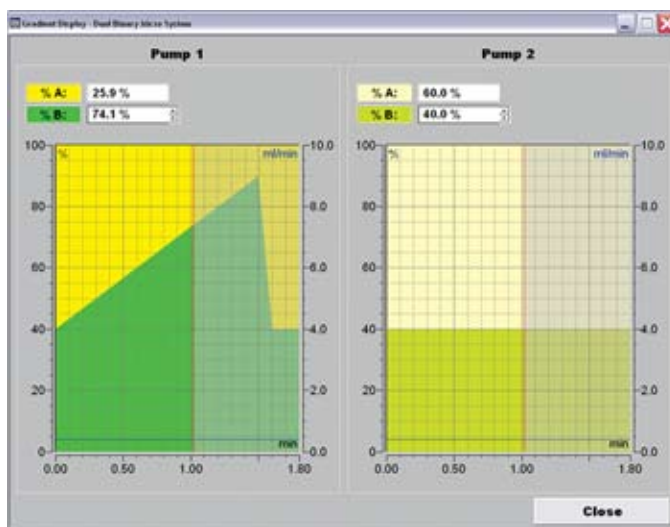 Gradient Display - Dual Binary Micro System
Pump 1
% A: 25.9 %
% B: 74.1 %
100 % ml/min 10.0
80 8.0
60 6.0
40 4.0
20 2.0
0 min 0.0
0.00 0.50 1.00 1.80
Pump 2
% A: 60.0 %
% B: 40.0 %
100 % ml/min 10.0
80 8.0
60 6.0
40 4.0
20 2.0
0 min 0.0
0.00 0.50 1.00 1.80
Close